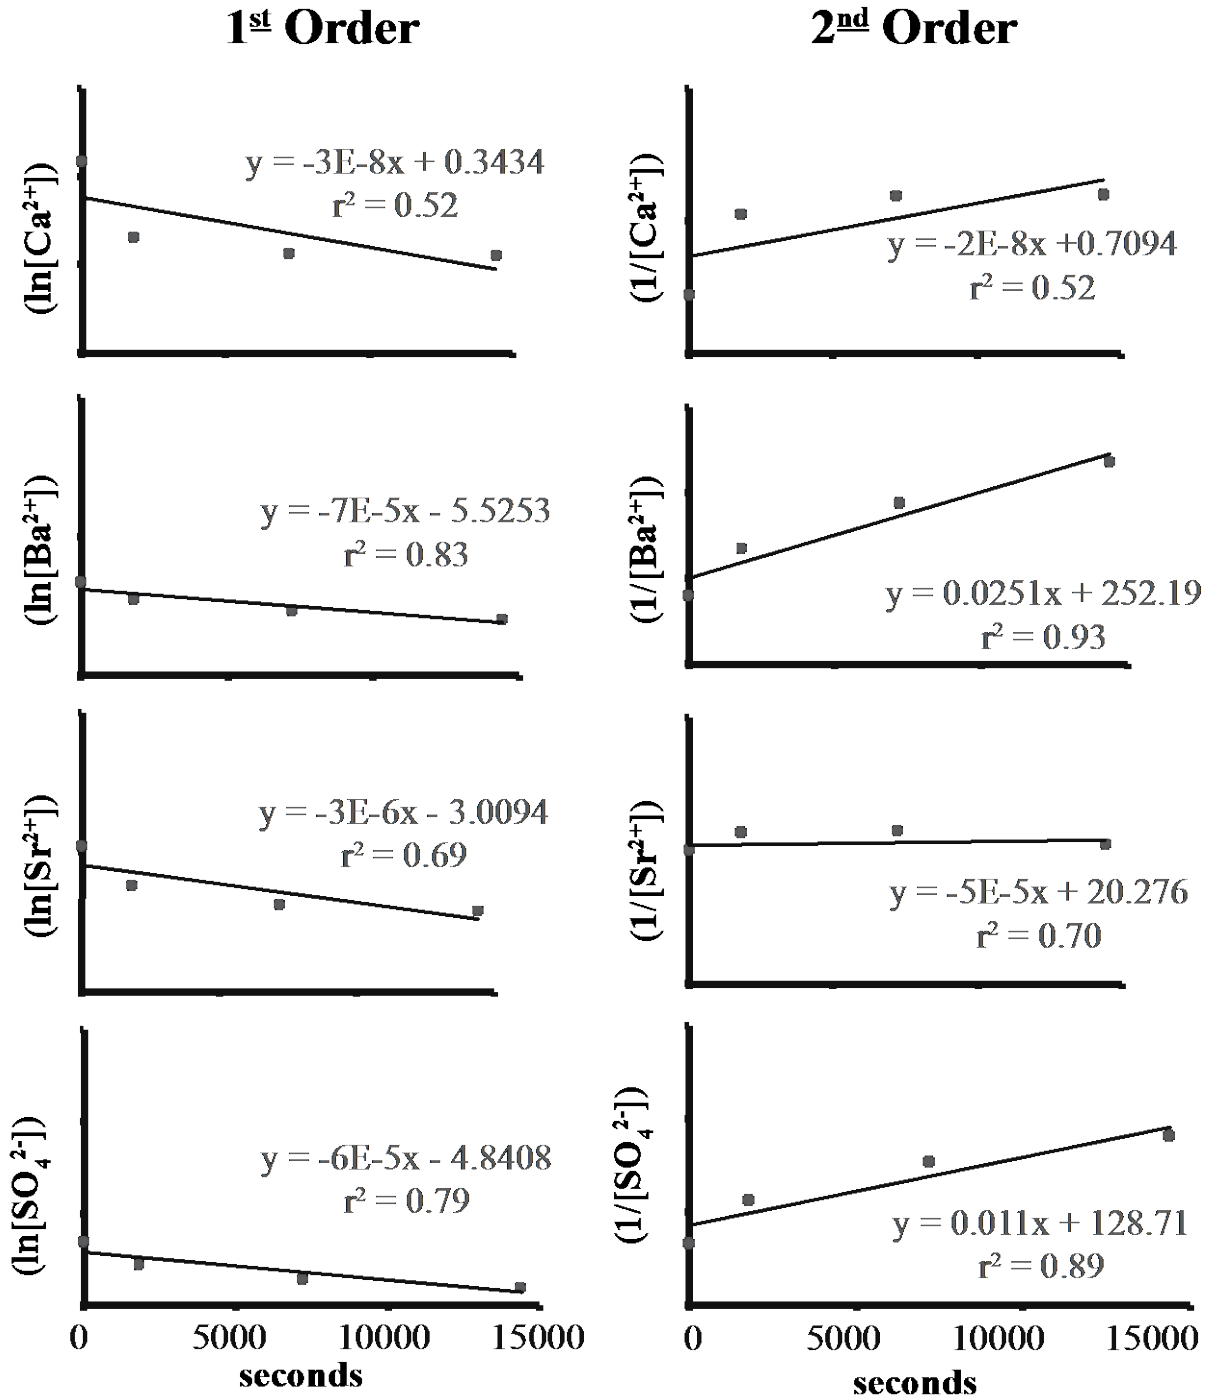 1st Order
2nd Order
(ln[Ca2+])
y = -3E-8x + 0.3434
r2 = 0.52
(1/[Ca2+])
y = -2E-8x +0.7094
r2 = 0.52
(ln[Ba2+])
y = -7E-5x - 5.5253
r2 = 0.83
(1/[Ba2+])
y = 0.0251x + 252.19
r2 = 0.93
(ln[Sr2+])
y = -3E-6x - 3.0094
r2 = 0.69
(1/[Sr2+])
y = -5E-5x + 20.276
r2 = 0.70
(ln[SO42-])
y = -6E-5x - 4.8408
r2 = 0.79
(1/[SO42-])
y = 0.011x + 128.71
r2 = 0.89
0 5000 10000 15000
seconds
0 5000 10000 15000
seconds